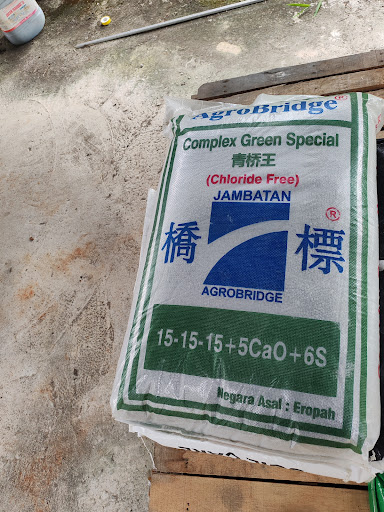 AgroBridge®
Complex Green Special
青桥王
(Chloride Free)
JAMBATAN
®
橋 標
AGROBRIDGE
15-15-15+5CaO+6S
Negara Asal : Eropah